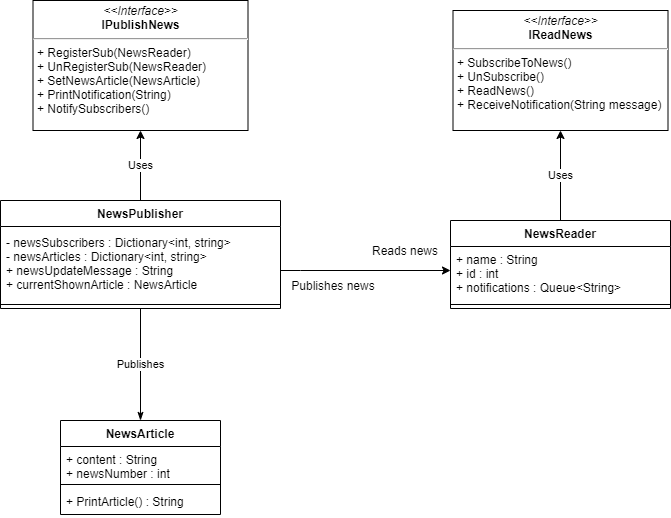 <<Interface>>
IPublishNews
+ RegisterSub(NewsReader)
+ UnRegisterSub(NewsReader)
+ SetNewsArticle(NewsArticle)
+ PrintNotification(String)
+ NotifySubscribers()
<<Interface>>
IReadNews
+ SubscribeToNews()
+ UnSubscribe()
+ ReadNews()
+ ReceiveNotification(String message)
Uses
Uses
NewsPublisher
- newsSubscribers : Dictionary<int, string>
- newsArticles : Dictionary<int, string>
+ newsUpdateMessage : String
+ currentShownArticle : NewsArticle
Reads news
Publishes news
NewsReader
+ name : String
+ id : int
+ notifications : Queue<String>
Publishes
NewsArticle
+ content : String
+ newsNumber : int
+ PrintArticle() : String